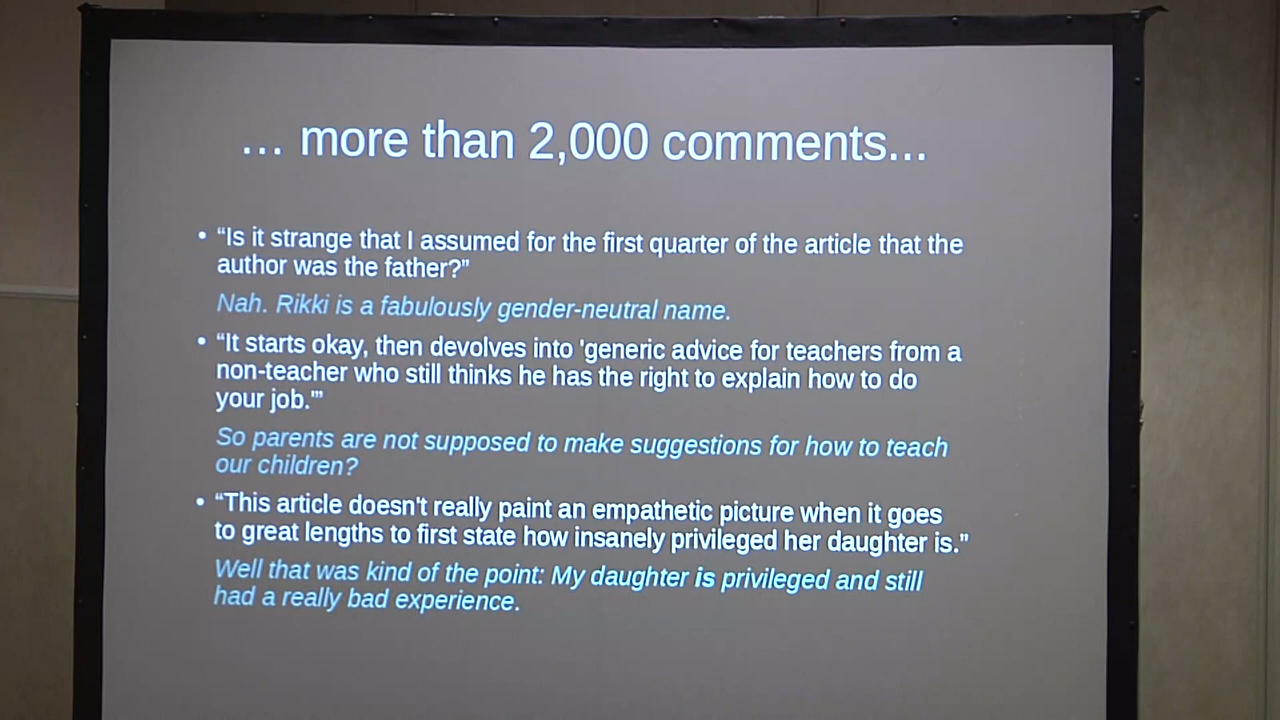 ... more than 2,000 comments...
• “Is it strange that I assumed for the first quarter of the article that the
author was the father?”
Nah. Rikki is a fabulously gender-neutral name.
• “It starts okay, then devolves into 'generic advice for teachers from a
non-teacher who still thinks he has the right to explain how to do
your job.'”
So parents are not supposed to make suggestions for how to teach
our children?
• “This article doesn't really paint an empathetic picture when it goes
to great lengths to first state how insanely privileged her daughter is.”
Well that was kind of the point: My daughter is privileged and still
had a really bad experience.